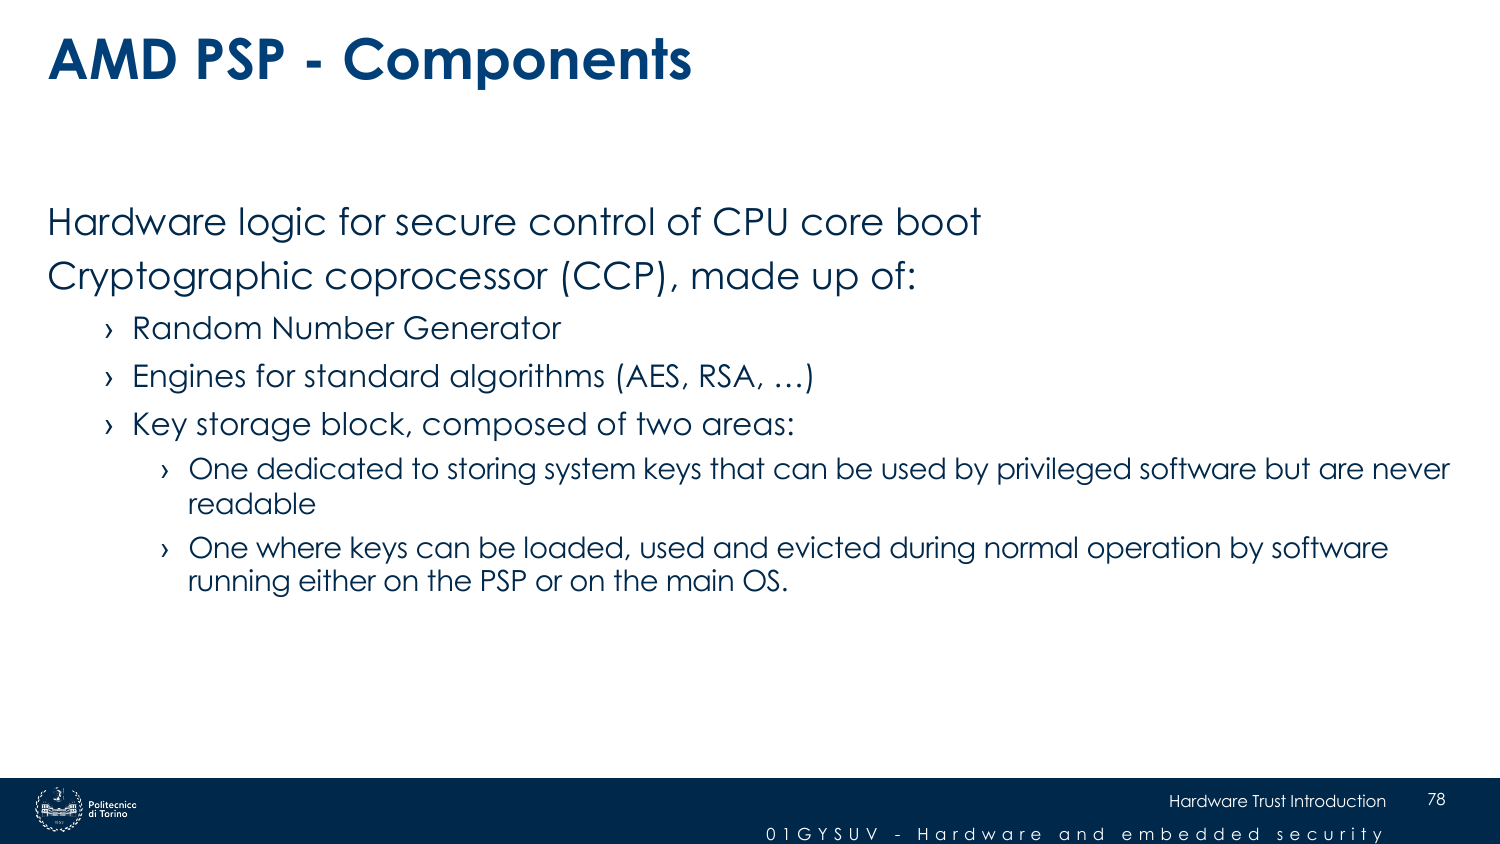 AMD PSP - Components
Hardware logic for secure control of CPU core boot
Cryptographic coprocessor (CCP), made up of:
› Random Number Generator
› Engines for standard algorithms (AES, RSA, …)
› Key storage block, composed of two areas:
› One dedicated to storing system keys that can be used by privileged software but are never
readable
› One where keys can be loaded, used and evicted during normal operation by software
running either on the PSP or on the main OS.
Politecnico
di Torino
Hardware Trust Introduction 78
01GYSUV - Hardware and embedded security